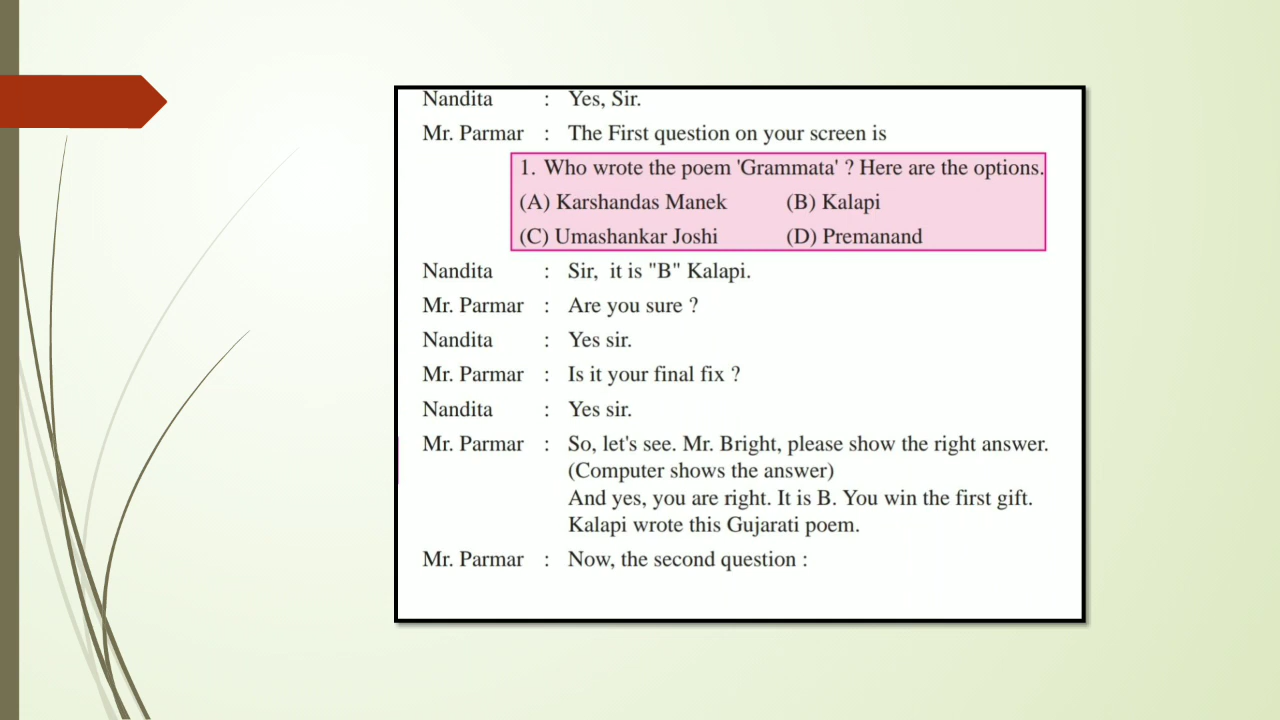 Nandita : Yes, Sir.
Mr. Parmar : The First question on your screen is
1. Who wrote the poem 'Grammata' ? Here are the options.
(A) Karshandas Manek (B) Kalapi
(C) Umashankar Joshi (D) Premanand
Nandita : Sir, it is "B" Kalapi.
Mr. Parmar : Are you sure ?
Nandita : Yes sir.
Mr. Parmar : Is it your final fix ?
Nandita : Yes sir.
Mr. Parmar : So, let's see. Mr. Bright, please show the right answer.
(Computer shows the answer)
And yes, you are right. It is B. You win the first gift.
Kalapi wrote this Gujarati poem.
Mr. Parmar : Now, the second question :